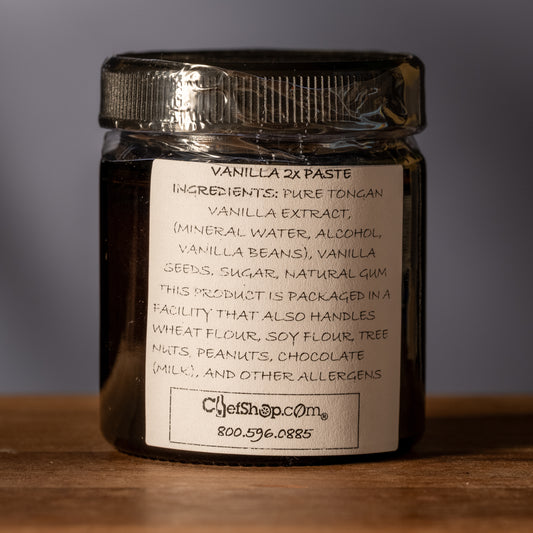 VANILLA 2X PASTE
INGREDIENTS: PURE TONGAN
VANILLA EXTRACT,
(MINERAL WATER, ALCOHOL,
VANILLA BEANS), VANILLA
SEEDS, SUGAR, NATURAL GUM
THIS PRODUCT IS PACKAGED IN A
FACILITY THAT ALSO HANDLES
WHEAT FLOUR, SOY FLOUR, TREE
NUTS, PEANUTS, CHOCOLATE
(MILK), AND OTHER ALLERGENS
ChefShop.com®
800.596.0885